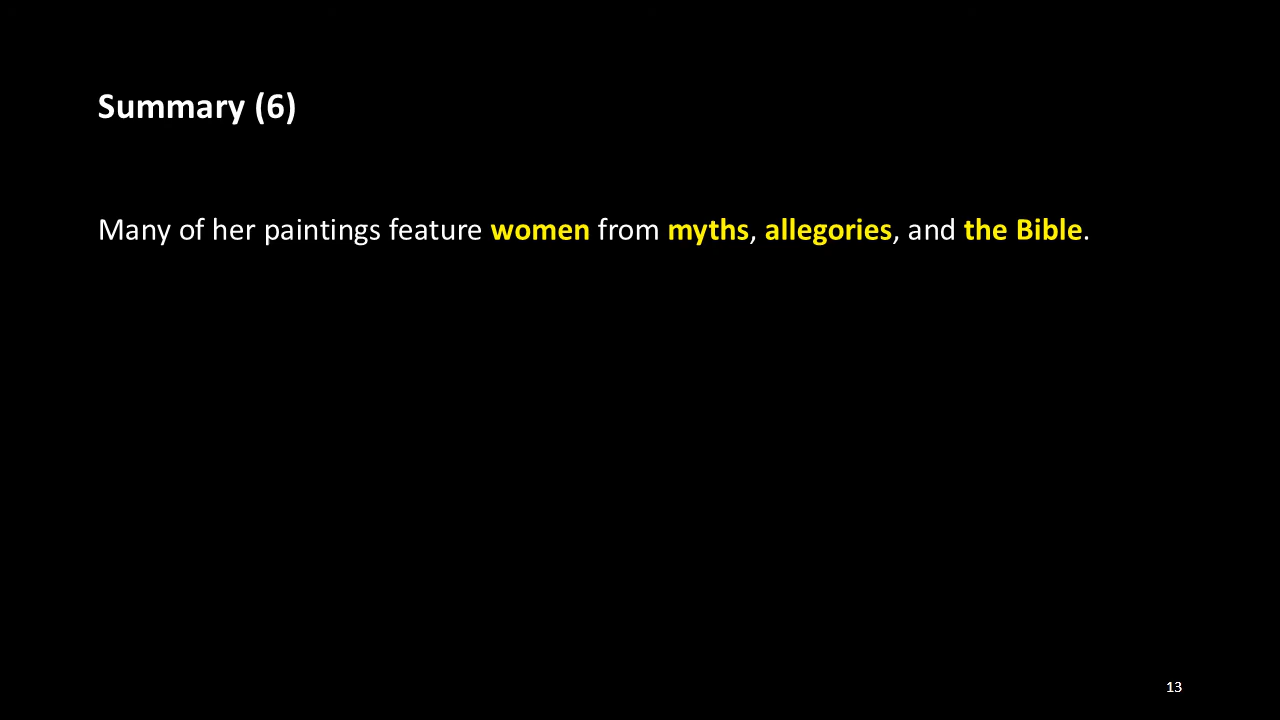 Summary (6)
Many of her paintings feature women from myths, allegories, and the Bible.
13